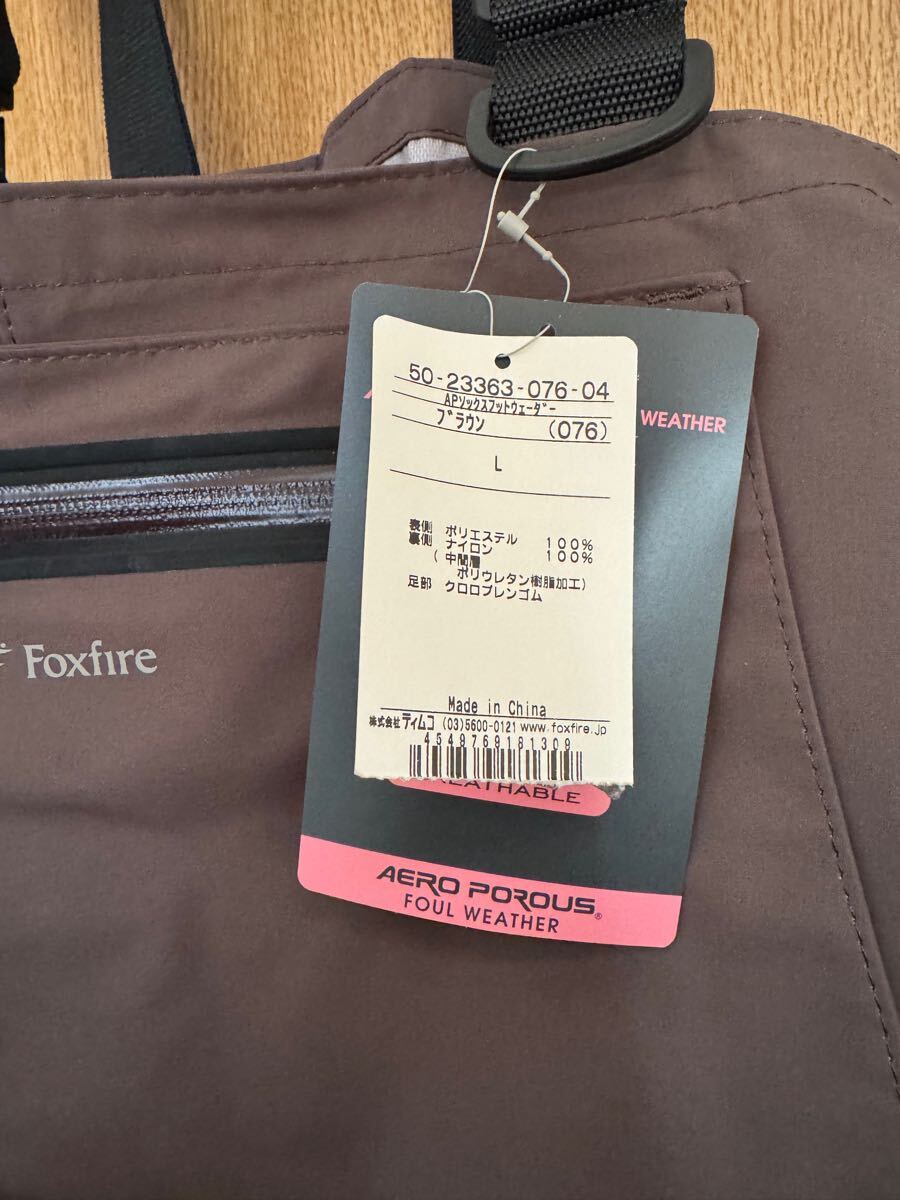 50-23363-076-04
APソックスフットウェーダー
ブラウン (076)
L
表側 ポリエステル 100%
裏側 ナイロン 100%
(中間層
ポリウレタン樹脂加工)
足部 クロロプレンゴム
Made in China
株式会社ティムコ (03)5600-0121 www.foxfire.jp
4549769181309
WEATHER
Foxfire
AERO POROUS®
FOUL WEATHER